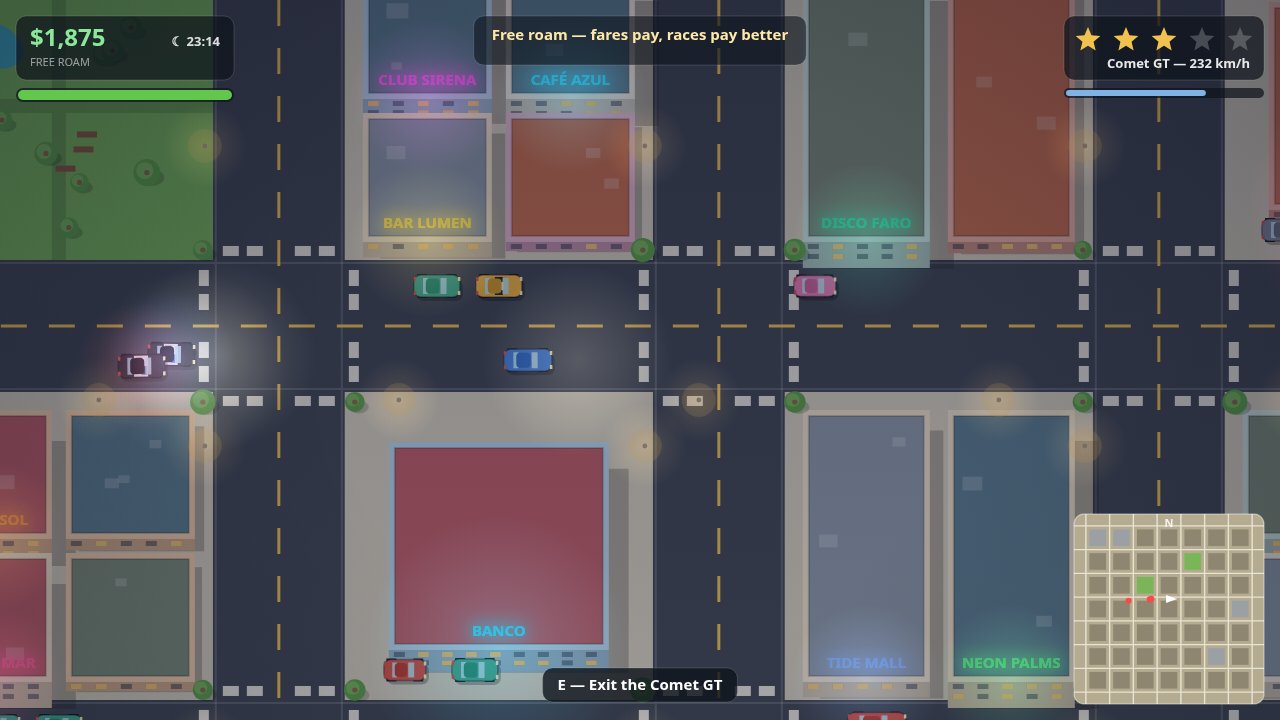 $1,875
☾ 23:14
FREE ROAM
Free roam — fares pay, races pay better
Comet GT — 232 km/h
CLUB SIRENA
CAFÉ AZUL
BAR LUMEN
DISCO FARO
SOL
BANCO
MAR
TIDE MALL
NEON PALMS
E — Exit the Comet GT
N